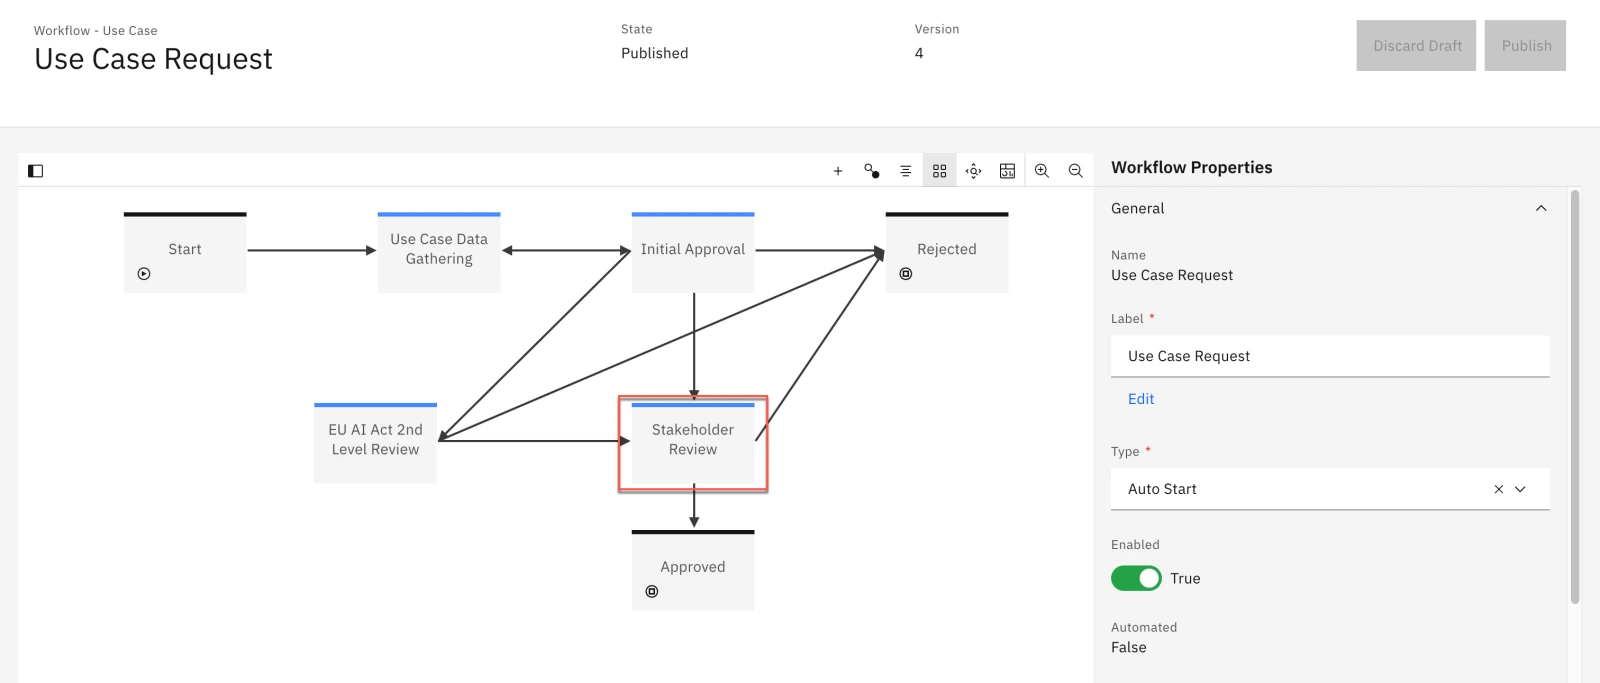 Workflow - Use Case
Use Case Request
State
Published
Version
4
Discard Draft
Publish
Start
Use Case Data
Gathering
Initial Approval
Rejected
EU AI Act 2nd
Level Review
Stakeholder
Review
Approved
Workflow Properties
General
Name
Use Case Request
Label *
Use Case Request
Edit
Type *
Auto Start
Enabled
True
Automated
False